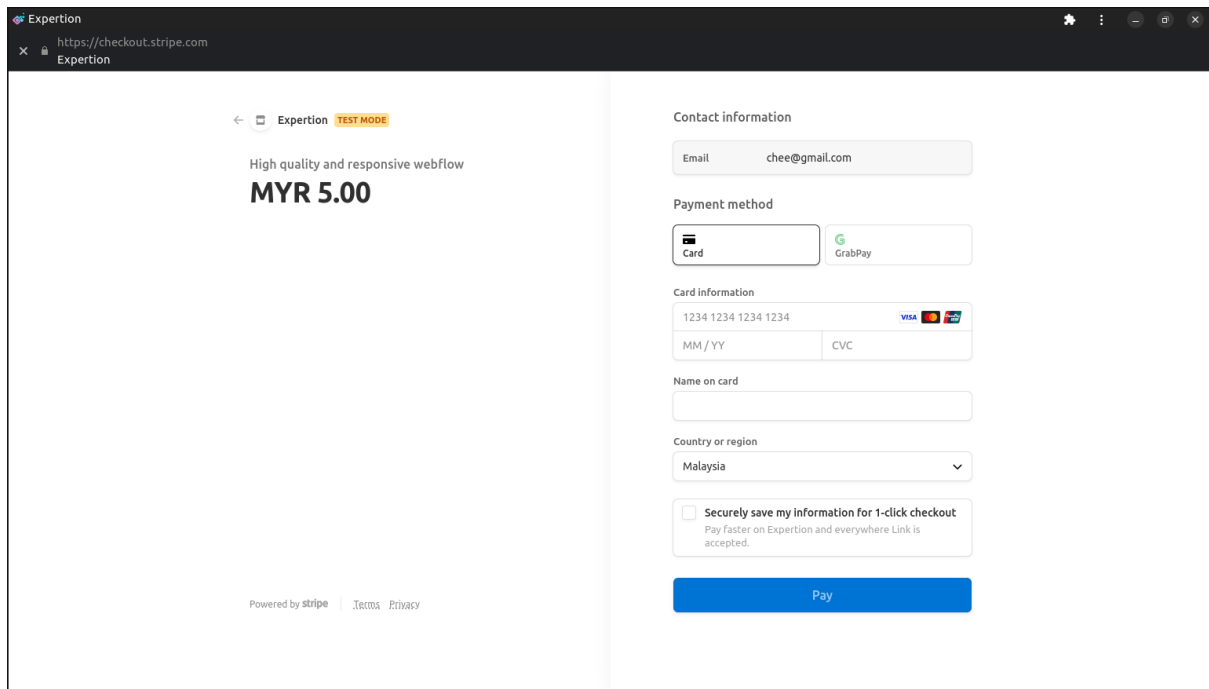 Expertion
https://checkout.stripe.com
Expertion
Expertion TEST MODE
High quality and responsive webflow
MYR 5.00
Powered by stripe Terms Privacy
Contact information
Email chee@gmail.com
Payment method
Card
GrabPay
Card information
1234 1234 1234 1234 VISA
MM / YY CVC
Name on card
Country or region
Malaysia
Securely save my information for 1-click checkout
Pay faster on Expertion and everywhere Link is
accepted.
Pay